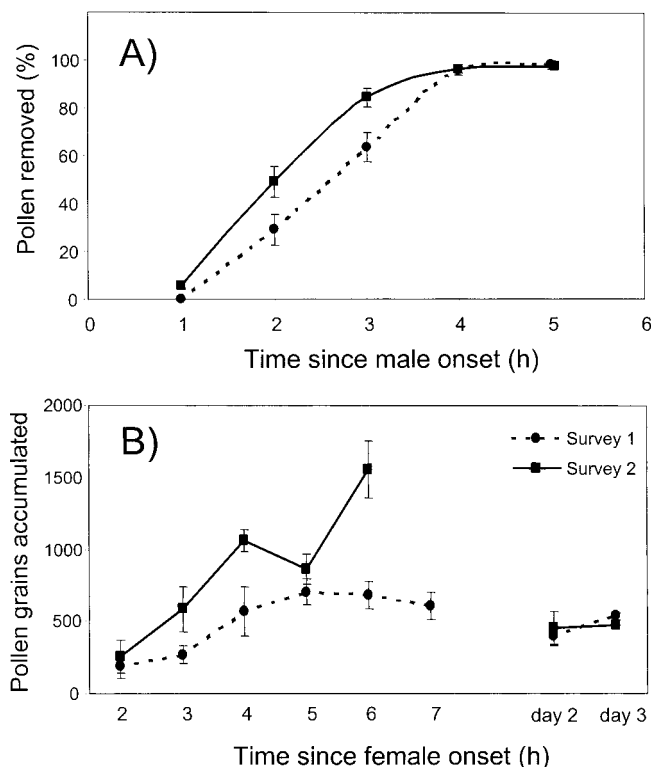 A)
Pollen removed (%)
100
80
60
40
20
0
0 1 2 3 4 5 6
Time since male onset (h)
B)
Pollen grains accumulated
2000
1500
1000
500
0
Survey 1
Survey 2
2 3 4 5 6 7 day 2 day 3
Time since female onset (h)